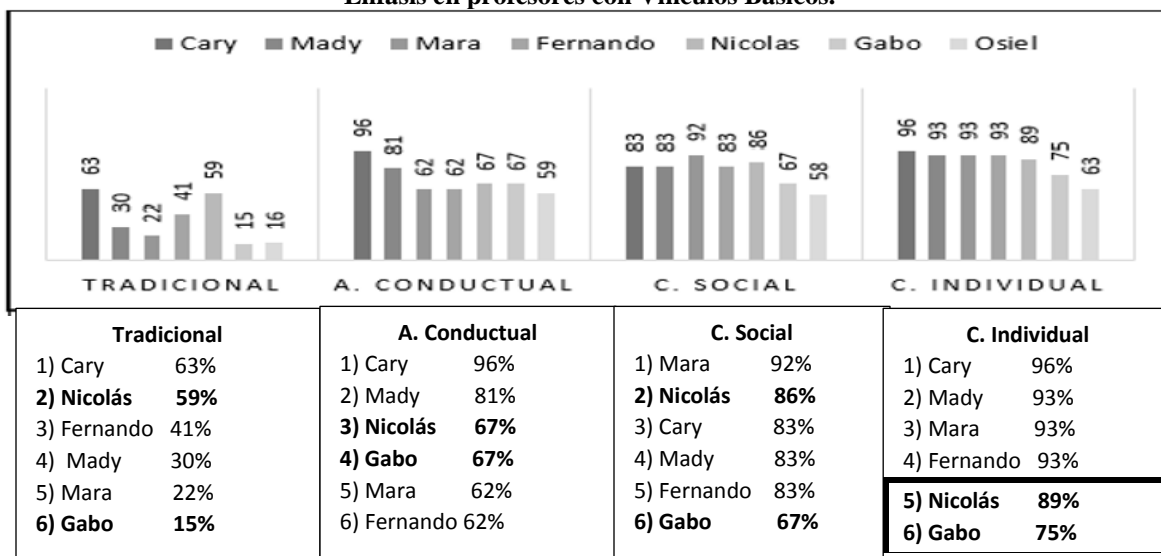 Énfasis en profesores con Vínculos Básicos.
Cary Mady Mara Fernando Nicolas Gabo Osiel
63 30 22 41 59 15 16
96 81 62 62 67 67 59
83 83 92 83 86 67 58
96 93 93 93 89 75 63
TRADICIONAL A. CONDUCTUAL C. SOCIAL C. INDIVIDUAL
Tradicional
1) Cary 63%
2) Nicolás 59%
3) Fernando 41%
4) Mady 30%
5) Mara 22%
6) Gabo 15%
A. Conductual
1) Cary 96%
2) Mady 81%
3) Nicolás 67%
4) Gabo 67%
5) Mara 62%
6) Fernando 62%
C. Social
1) Mara 92%
2) Nicolás 86%
3) Cary 83%
4) Mady 83%
5) Fernando 83%
6) Gabo 67%
C. Individual
1) Cary 96%
2) Mady 93%
3) Mara 93%
4) Fernando 93%
5) Nicolás 89%
6) Gabo 75%